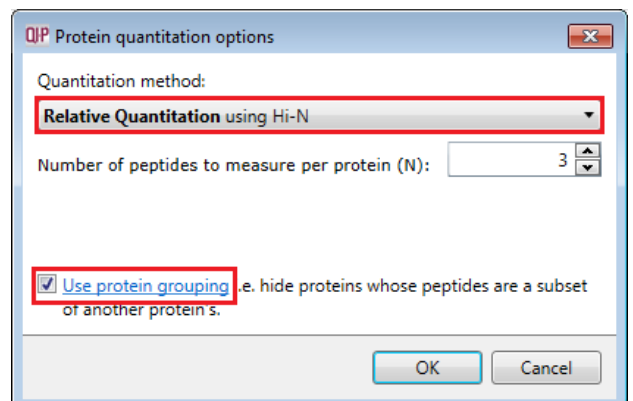 QI-P Protein quantitation options
Quantitation method:
Relative Quantitation using Hi-N
Number of peptides to measure per protein (N): 3
Use protein grouping .e. hide proteins whose peptides are a subset
of another protein's.
OK Cancel